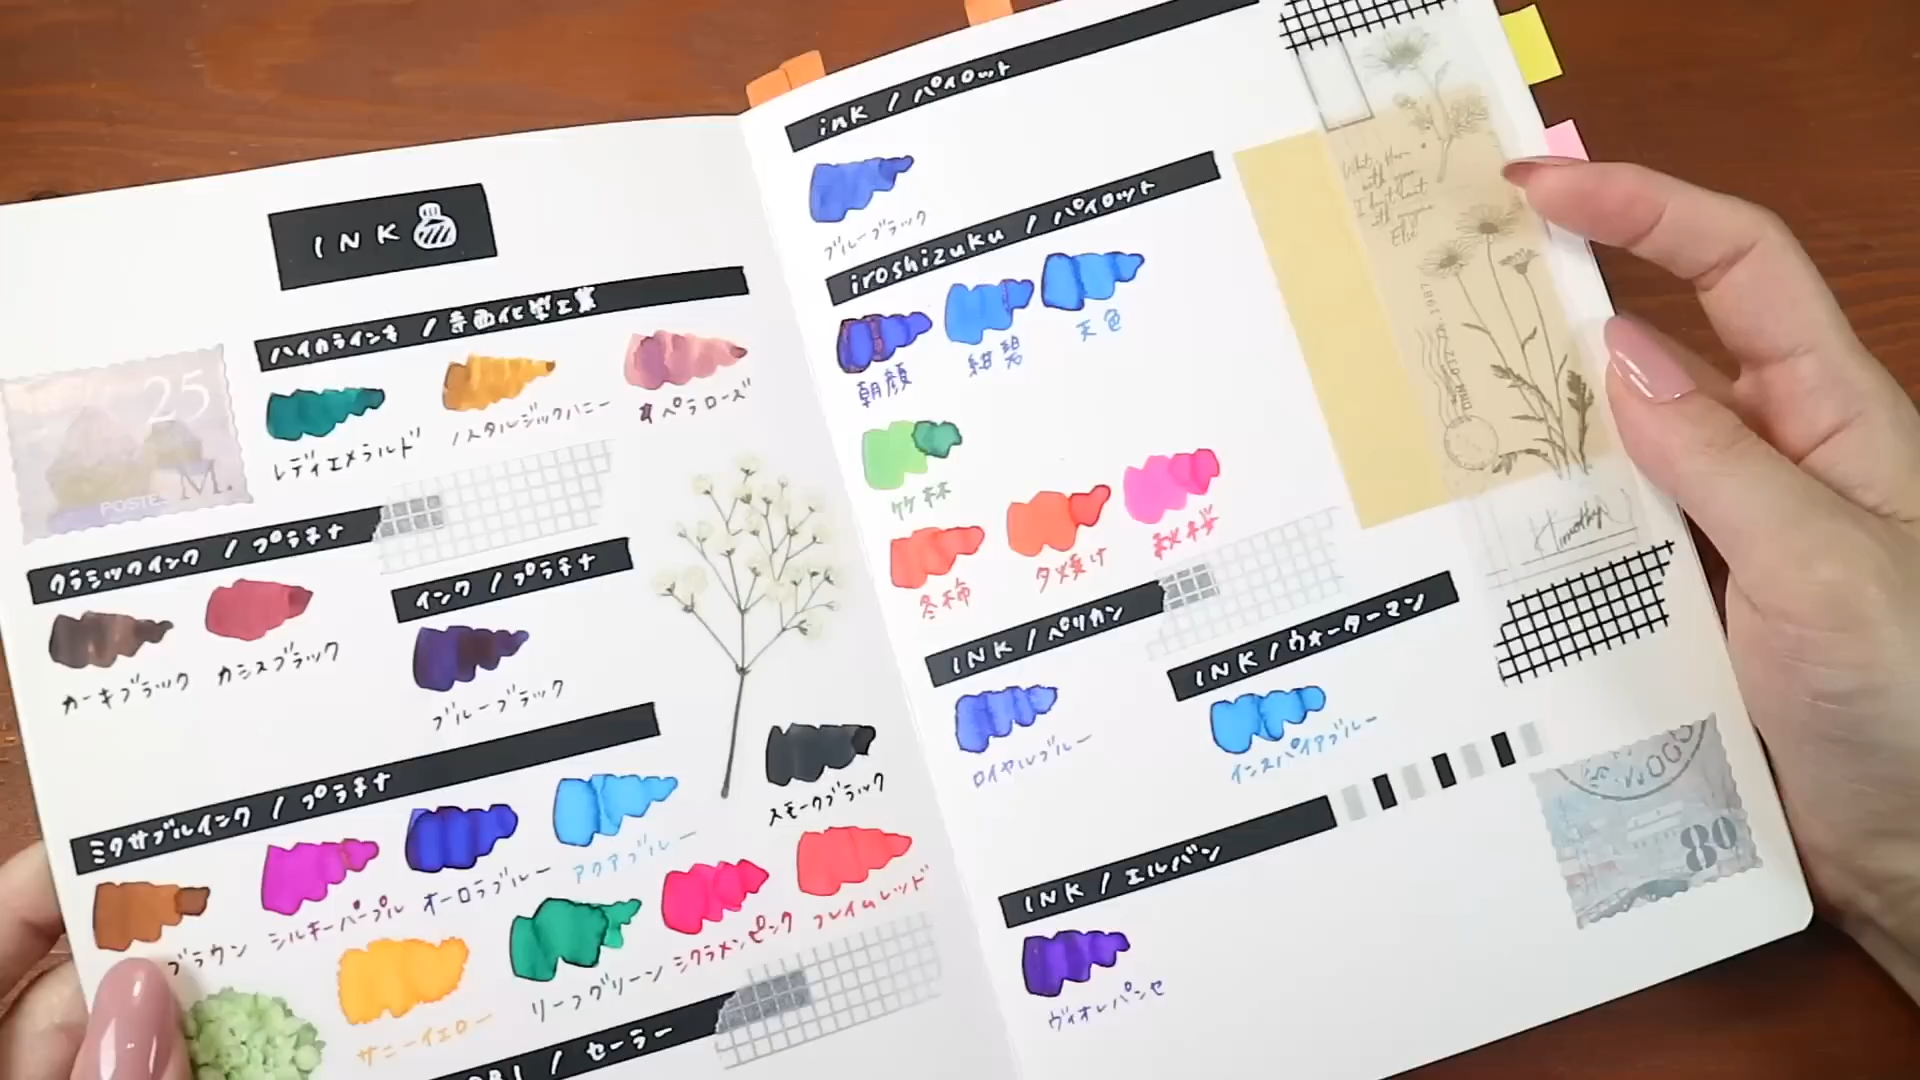 INK
ハイカラインキ / 寺西化学工業
レディエメラルド
ノスタルジックハニー
オペラローズ
25
POSTES M.
クラシックインク / プラチナ
カーキブラック
カシスブラック
インク / プラチナ
ブルーブラック
ミクサブルインク / プラチナ
スモークブラック
ブラウン
シルキーパープル
オーロラブルー
アクアブルー
サニーイエロー
リーフグリーン
シクラメンピンク
フレイムレッド
/ セーラー
ink / パイロット
ブルーブラック
iroshizuku / パイロット
朝顔
紺碧
天色
竹林
冬柿
夕焼け
秋桜
INK / ペリカン
ロイヤルブルー
INK / ウォーターマン
インスパイアブルー
INK / エルバン
ヴィオレパンセ
with you
I don't want
Else
Timothy
80